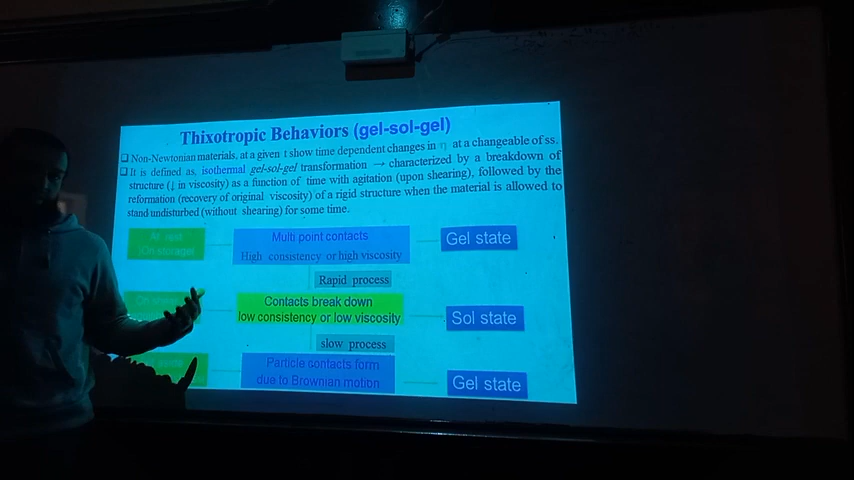 Thixotropic Behaviors (gel-sol-gel)
Non-Newtonian materials, at a given t show time dependent changes in η at a changeable of ss.
It is defined as, isothermal gel-sol-gel transformation → characterized by a breakdown of
structure (↓ in viscosity) as a function of time with agitation (upon shearing), followed by the
reformation (recovery of original viscosity) of a rigid structure when the material is allowed to
stand undisturbed (without shearing) for some time.
At rest
(On storage)
Multi point contacts
High consistency or high viscosity
Gel state
Rapid process
On
Contacts break down
low consistency or low viscosity
Sol state
slow process
Particle contacts form
due to Brownian motion
Gel state